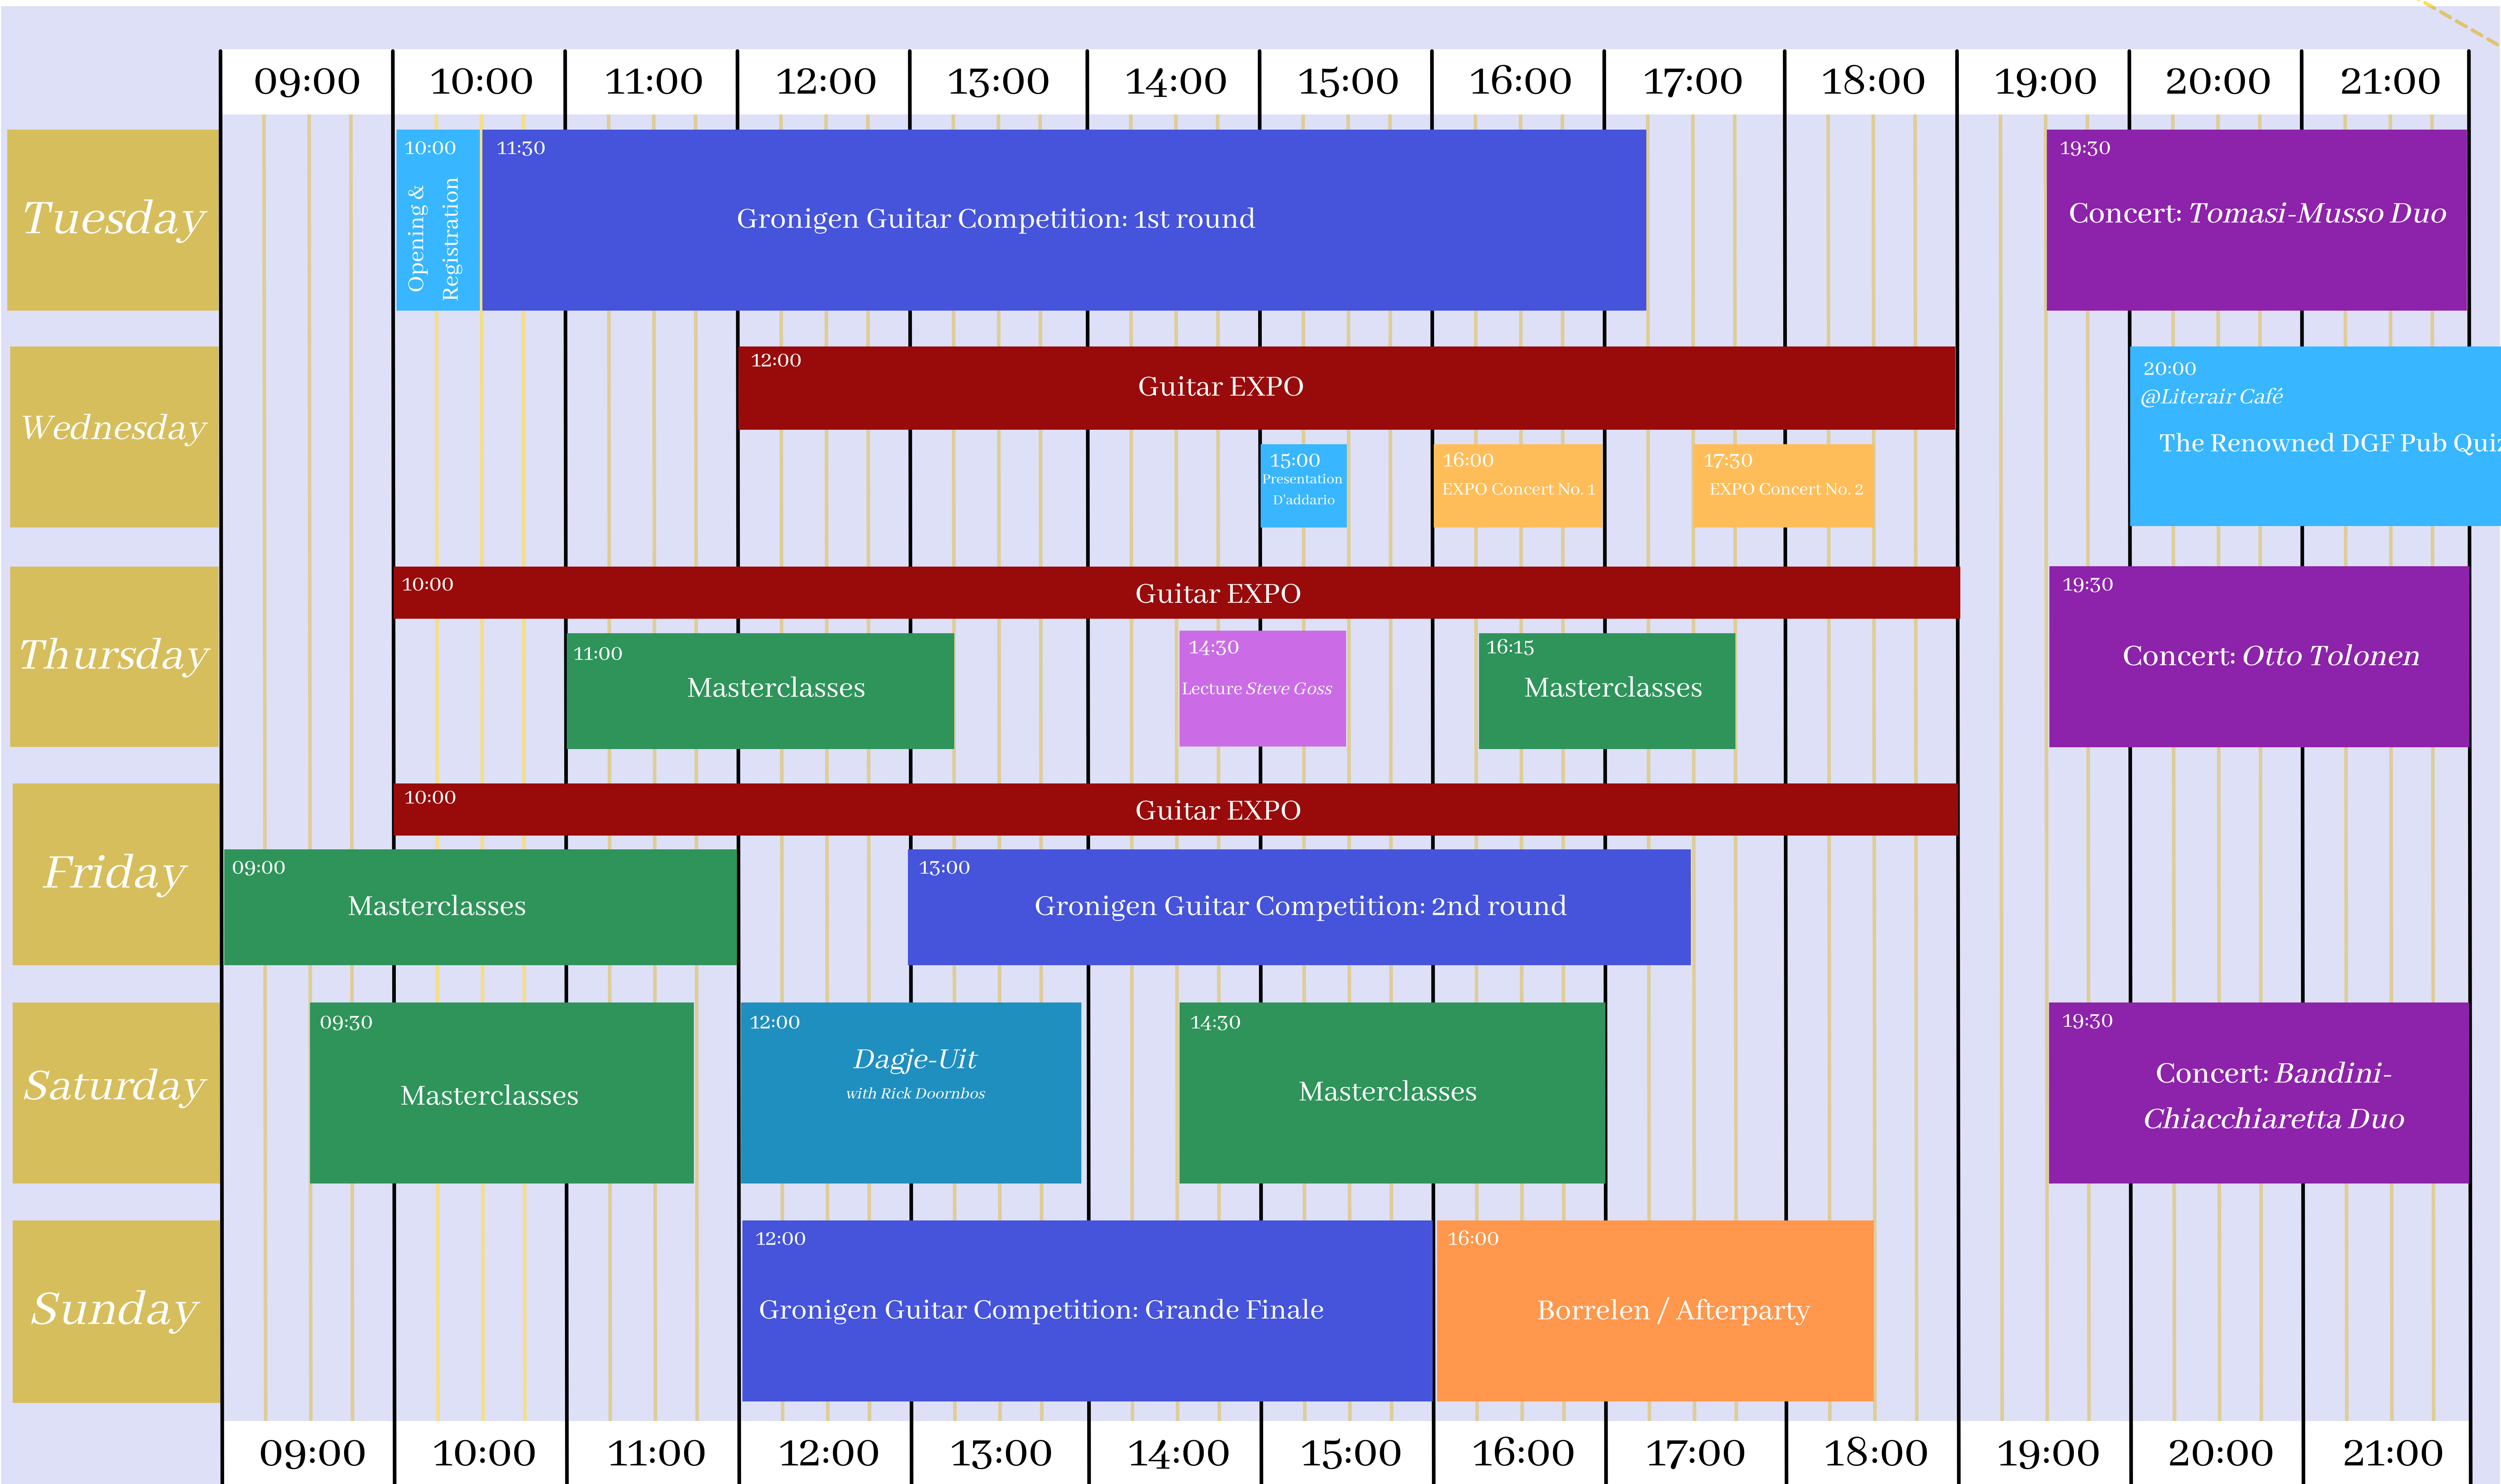 09:00 10:00 11:00 12:00 13:00 14:00 15:00 16:00 17:00 18:00 19:00 20:00 21:00
Tuesday
10:00
Opening &
Registration
11:30
Gronigen Guitar Competition: 1st round
19:30
Concert: Tomasi-Musso Duo
Wednesday
12:00
Guitar EXPO
15:00
Presentation
D'addario
16:00
EXPO Concert No. 1
17:30
EXPO Concert No. 2
20:00
@Literair Café
The Renowned DGF Pub Quiz
Thursday
10:00
Guitar EXPO
11:00
Masterclasses
14:30
Lecture Steve Goss
16:15
Masterclasses
19:30
Concert: Otto Tolonen
Friday
10:00
Guitar EXPO
09:00
Masterclasses
13:00
Gronigen Guitar Competition: 2nd round
Saturday
09:30
Masterclasses
12:00
Dagje-Uit
with Rick Doornbos
14:30
Masterclasses
19:30
Concert: Bandini-
Chiacchiaretta Duo
Sunday
12:00
Gronigen Guitar Competition: Grande Finale
16:00
Borrelen / Afterparty
09:00 10:00 11:00 12:00 13:00 14:00 15:00 16:00 17:00 18:00 19:00 20:00 21:00